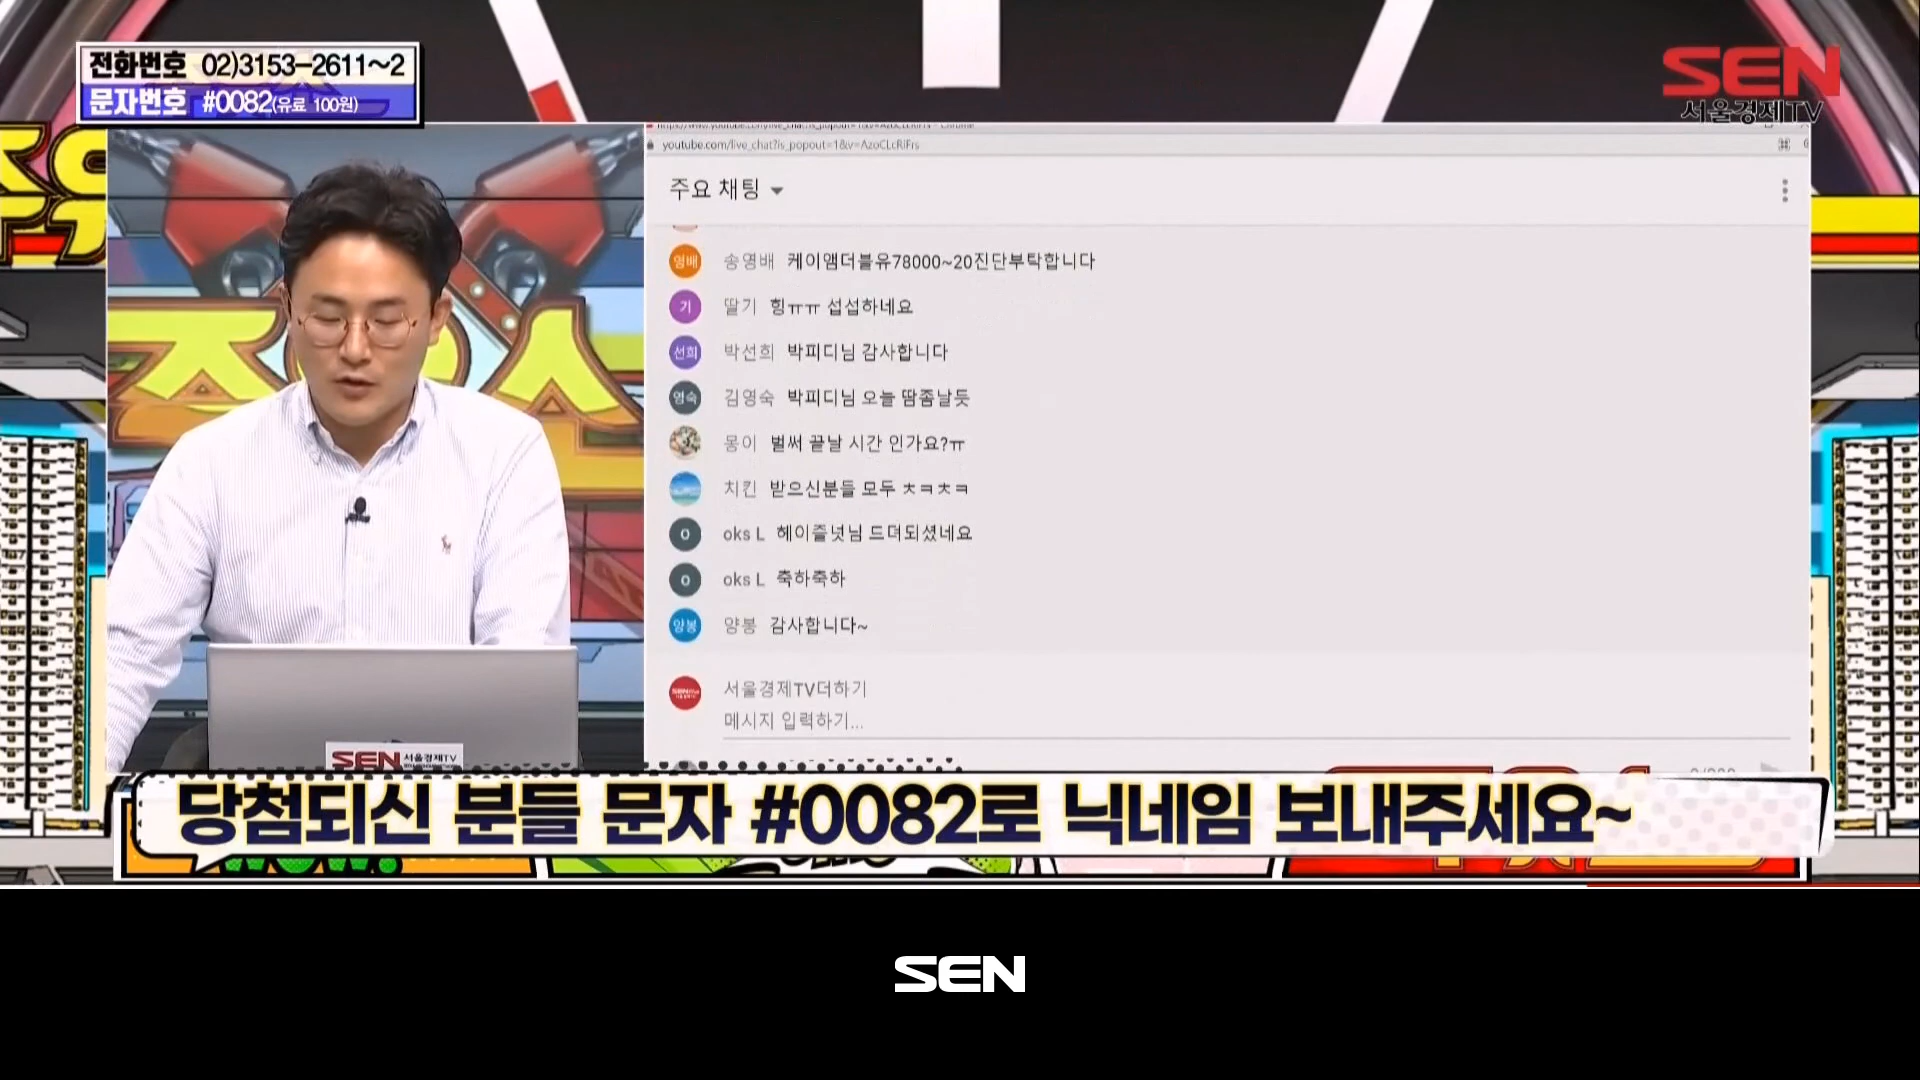 전화번호 02)3153-2611~2
문자번호 #0082(유료 100원)
SEN
서울경제TV
youtube.com/live_chat?is_popout=1&v=AzoCLcRiFrs
주요 채팅
영배 송영배 케이앰더블유78000~20진단부탁합니다
기 딸기 힝ㅠㅠ 섭섭하네요
선희 박선희 박피디님 감사합니다
영숙 김영숙 박피디님 오늘 땀좀날듯
몽이 벌써 끝날 시간 인가요?ㅠ
치킨 받으신분들 모두 ㅊㅋㅊㅋ
o oks L 헤이즐넛님 드뎌되셨네요
o oks L 축하축하
양봉 양봉 감사합니다~
서울경제TV더하기
메시지 입력하기...
SEN 서울경제TV
당첨되신 분들 문자 #0082로 닉네임 보내주세요~
SEN